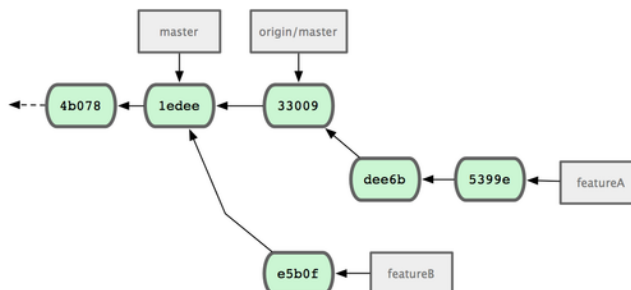 master
origin/master
4b078
1edee
33009
dee6b
5399e
featureA
e5b0f
featureB